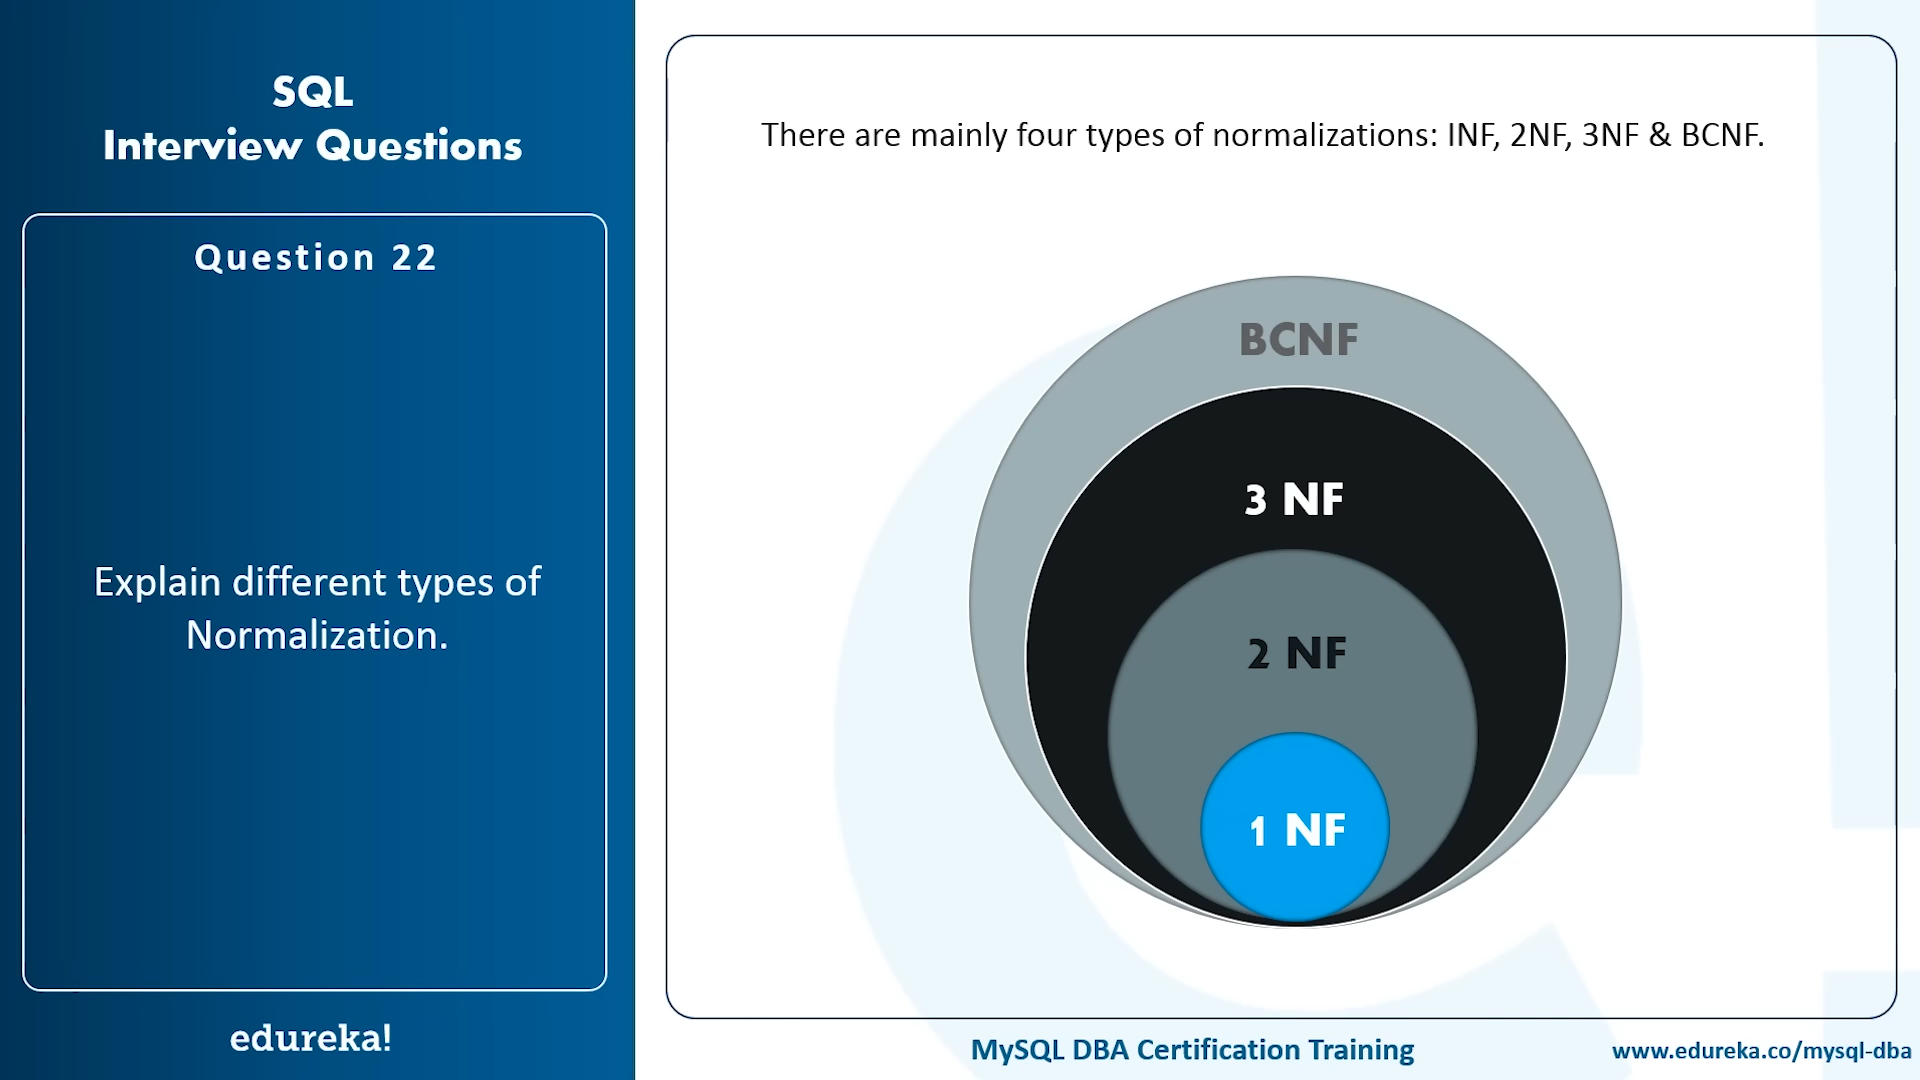 SQL
Interview Questions
Question 22
Explain different types of
Normalization.
edureka!
There are mainly four types of normalizations: INF, 2NF, 3NF & BCNF.
BCNF
3 NF
2 NF
1 NF
MySQL DBA Certification Training
www.edureka.co/mysql-dba